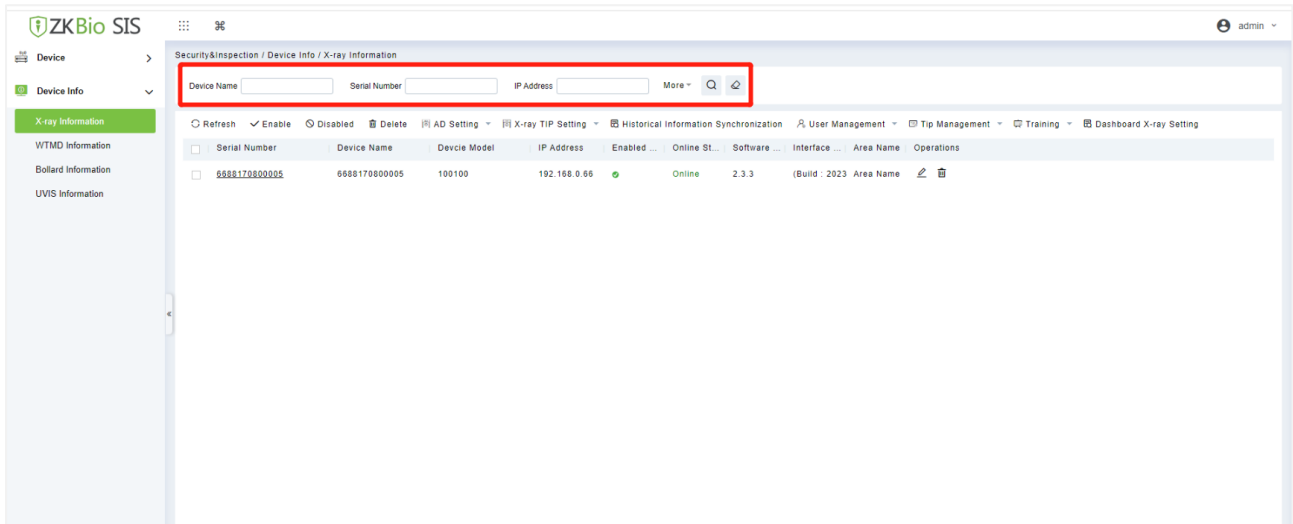 ZKBio SIS
admin
Device
Device Info
X-ray Information
WTMD Information
Bollard Information
UVIS Information
Security&Inspection / Device Info / X-ray Information
Device Name Serial Number IP Address More
Refresh Enable Disabled Delete AD Setting X-ray TIP Setting Historical Information Synchronization User Management Tip Management Training Dashboard X-ray Setting
Serial Number Device Name Devcie Model IP Address Enabled ... Online St... Software ... Interface ... Area Name Operations
6688170800005 6688170800005 100100 192.168.0.66 Online 2.3.3 (Build : 2023 Area Name